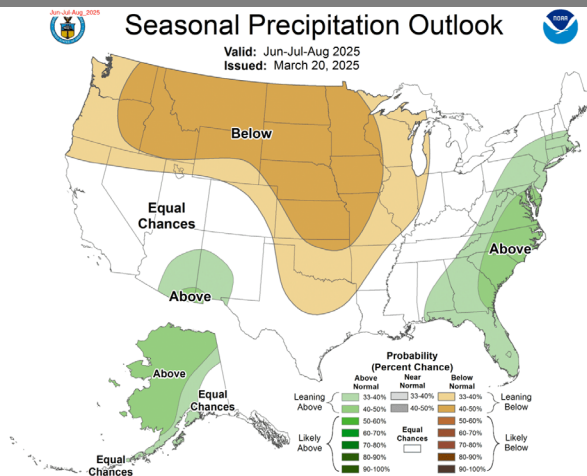 Jun-Jul-Aug_2025
Seasonal Precipitation Outlook
NOAA
Valid: Jun-Jul-Aug 2025
Issued: March 20, 2025
Below
Equal
Chances
Above
Above
Above
Equal
Chances
Equal
Chances
Probability
(Percent Chance)
Above Normal
Near Normal
Below Normal
Leaning Above
33-40%
33-40%
33-40%
Leaning Below
40-50%
40-50%
40-50%
Likely Above
50-60%
60-70%
70-80%
80-90%
90-100%
Equal Chances
50-60%
60-70%
70-80%
80-90%
90-100%
Likely Below